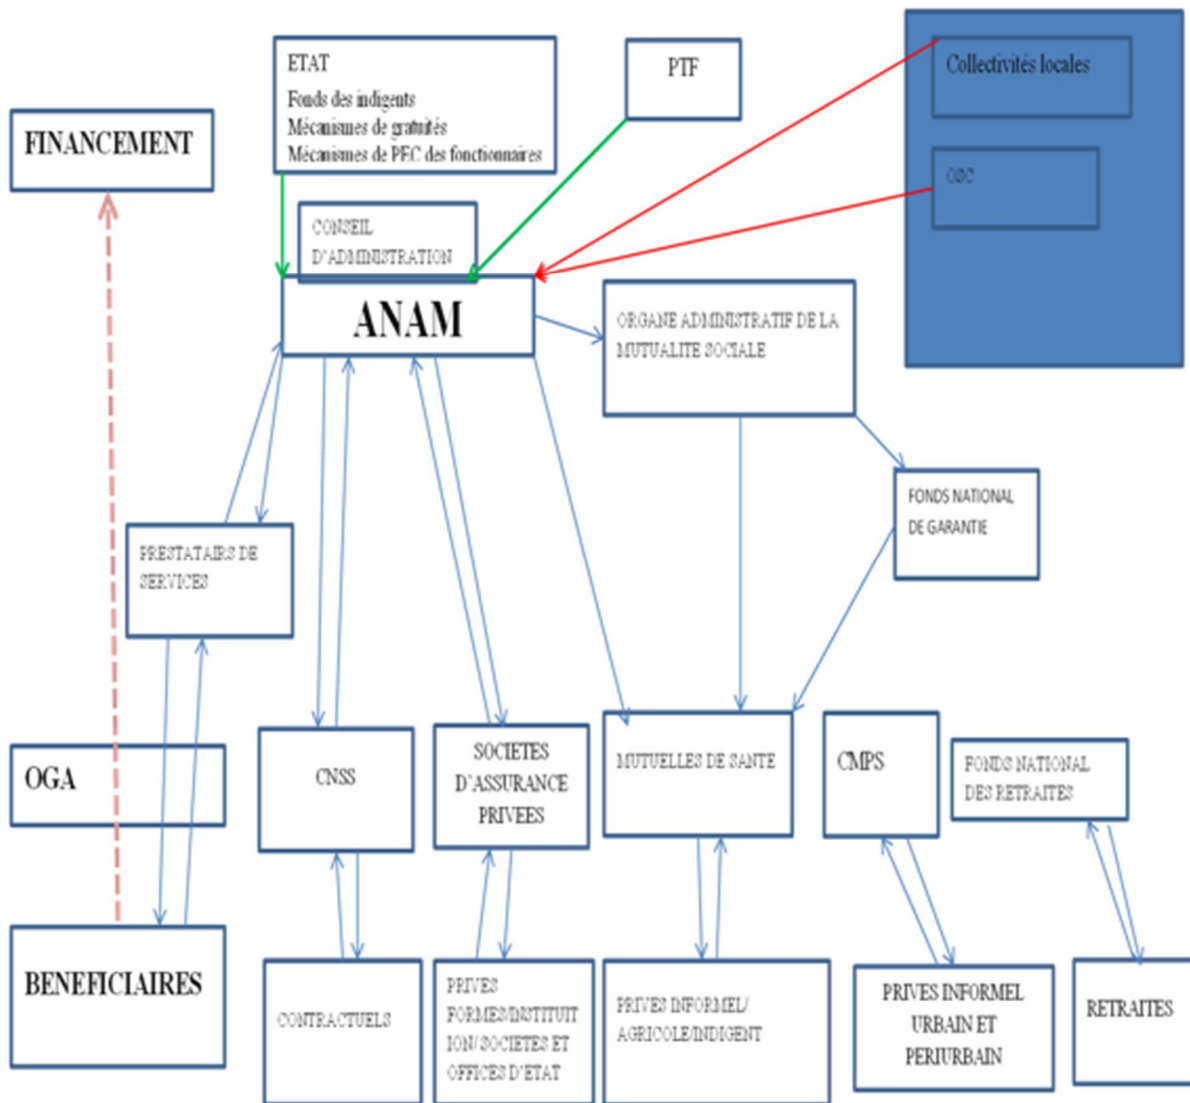 ETAT
Fonds des indigents
Mécanismes de gratuités
Mécanismes de PEC des fonctionnaires
PTF
Collectivités locales
OSC
FINANCEMENT
CONSEIL
D'ADMINISTRATION
ANAM
ORGANE ADMINISTRATIF DE LA
MUTUALITE SOCIALE
FONDS NATIONAL
DE GARANTIE
PRESTATAIRS DE
SERVICES
OGA
CNSS
SOCIETES
D'ASSURANCE
PRIVEES
MUTUELLES DE SANTE
CMPS
FONDS NATIONAL
DES RETRAITES
BENEFICIAIRES
CONTRACTUELS
PRIVES
FORMES/INSTITUIT
ION/ SOCIETES ET
OFFICES D'ETAT
PRIVES INFORMEL/
AGRICOLE/INDIGENT
PRIVES INFORMEL
URBAIN ET
PERIURBAIN
RETRAITES